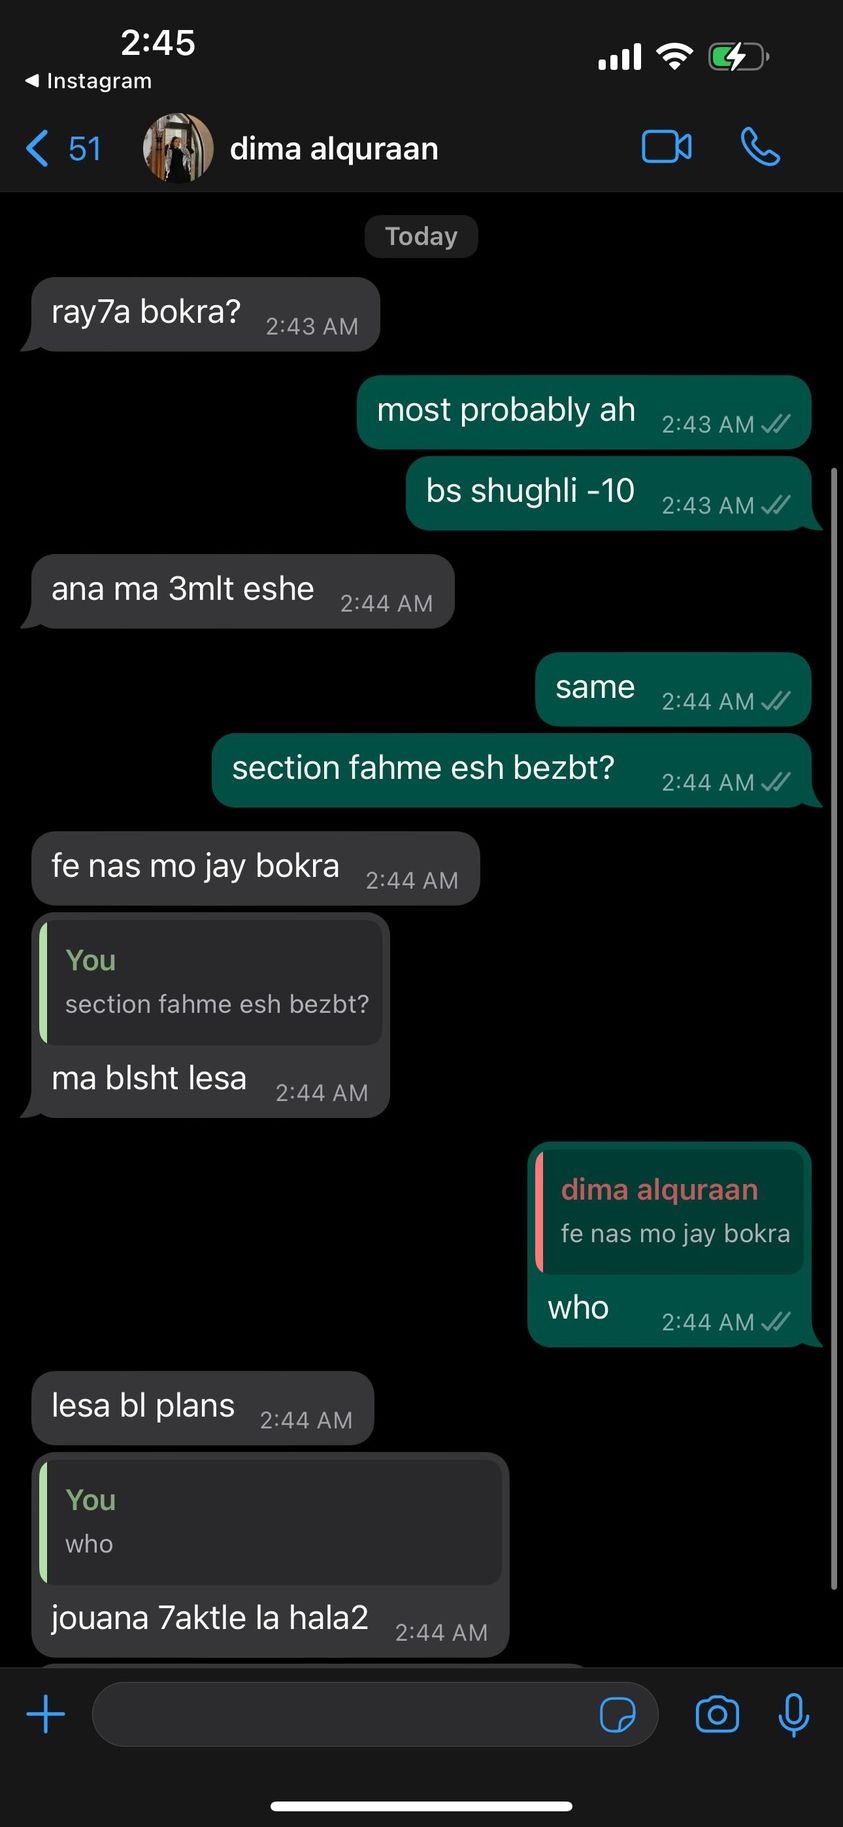 2:45
◀ Instagram
51
dima alquraan
Today
ray7a bokra? 2:43 AM
most probably ah 2:43 AM
bs shughli -10 2:43 AM
ana ma 3mlt eshe 2:44 AM
same 2:44 AM
section fahme esh bezbt? 2:44 AM
fe nas mo jay bokra 2:44 AM
You
section fahme esh bezbt?
ma blsht lesa 2:44 AM
dima alquraan
fe nas mo jay bokra
who 2:44 AM
lesa bl plans 2:44 AM
You
who
jouana 7aktle la hala2 2:44 AM